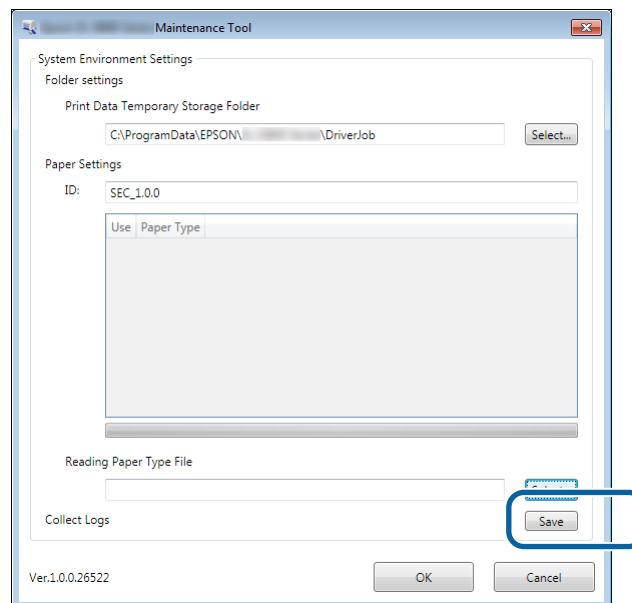 Maintenance Tool
System Environment Settings
Folder settings
Print Data Temporary Storage Folder
C:\ProgramData\EPSON\ \DriverJob
Select...
Paper Settings
ID: SEC_1.0.0
Use Paper Type
Reading Paper Type File
Collect Logs
Save
Ver.1.0.0.26522
OK
Cancel